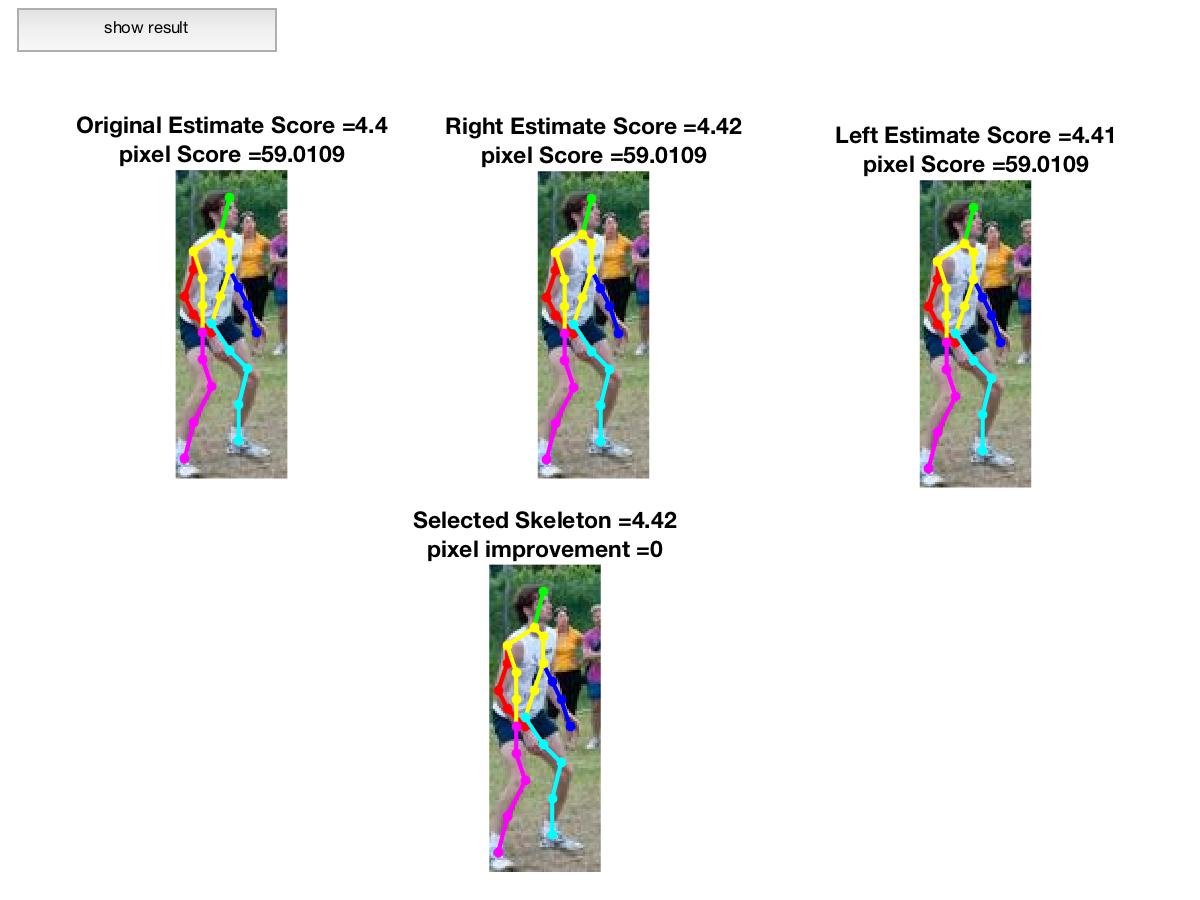 show result
Original Estimate Score =4.4
pixel Score =59.0109
Right Estimate Score =4.42
pixel Score =59.0109
Left Estimate Score =4.41
pixel Score =59.0109
Selected Skeleton =4.42
pixel improvement =0